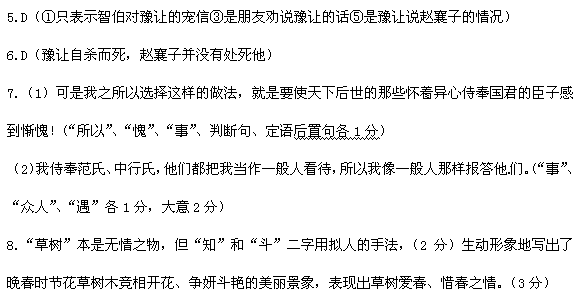 5.D（①只表示智伯对豫让的宠信③是朋友劝说豫让的话⑤是豫让说赵襄子的情况）
6.D（豫让自杀而死，赵襄子并没有处死他）
7.（1）可是我之所以选择这样的做法，就是要使天下后世的那些怀着异心侍奉国君的臣子感
到惭愧！(“所以”、“愧”、“事”、判断句、定语后置句各1分)
（2)我侍奉范氏、中行氏，他们都把我当作一般人看待，所以我像一般人那样报答他们。(“事”、
“众人”、“遇”各1分，大意2分）
8.“草树”本是无情之物，但“知”和“斗”二字用拟人的手法，（2 分）生动形象地写出了
晚春时节花草树木竞相开花、争妍斗艳的美丽景象，表现出草树爱春、惜春之情。（3分）